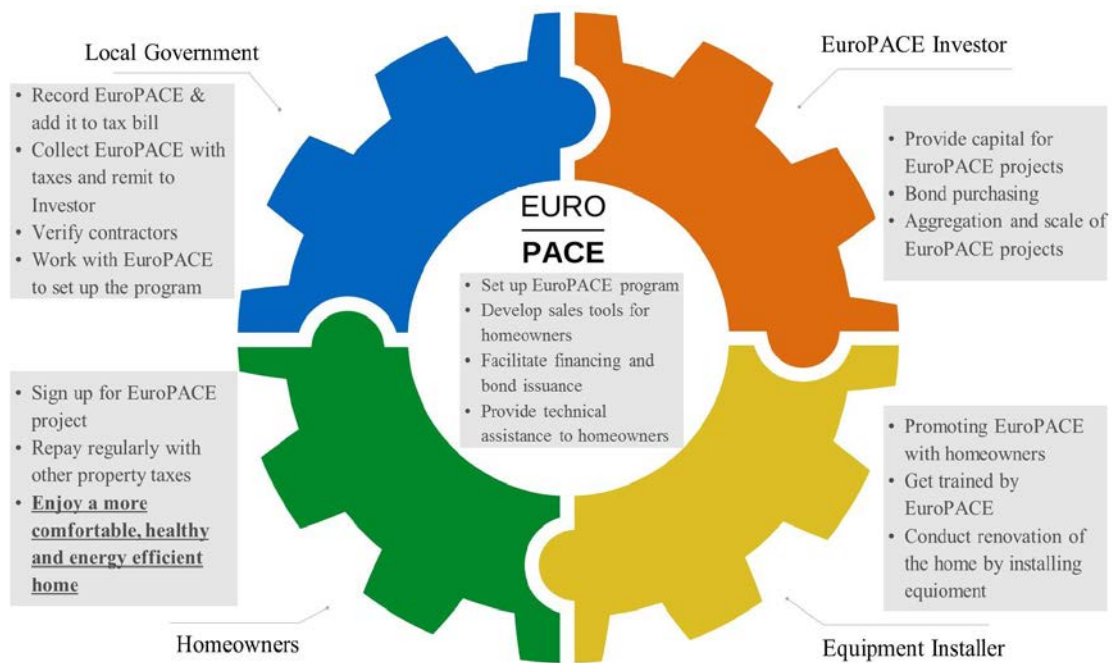 Local Government
• Record EuroPACE &
add it to tax bill
• Collect EuroPACE with
taxes and remit to
Investor
• Verify contractors
• Work with EuroPACE
to set up the program
EuroPACE Investor
• Provide capital for
EuroPACE projects
• Bond purchasing
• Aggregation and scale of
EuroPACE projects
EURO
PACE
• Set up EuroPACE program
• Develop sales tools for
homeowners
• Facilitate financing and
bond issuance
• Provide technical
assistance to homeowners
• Sign up for EuroPACE
project
• Repay regularly with
other property taxes
• Enjoy a more
comfortable, healthy
and energy efficient
home
Homeowners
• Promoting EuroPACE
with homeowners
• Get trained by
EuroPACE
• Conduct renovation of
the home by installing
equioment
Equipment Installer